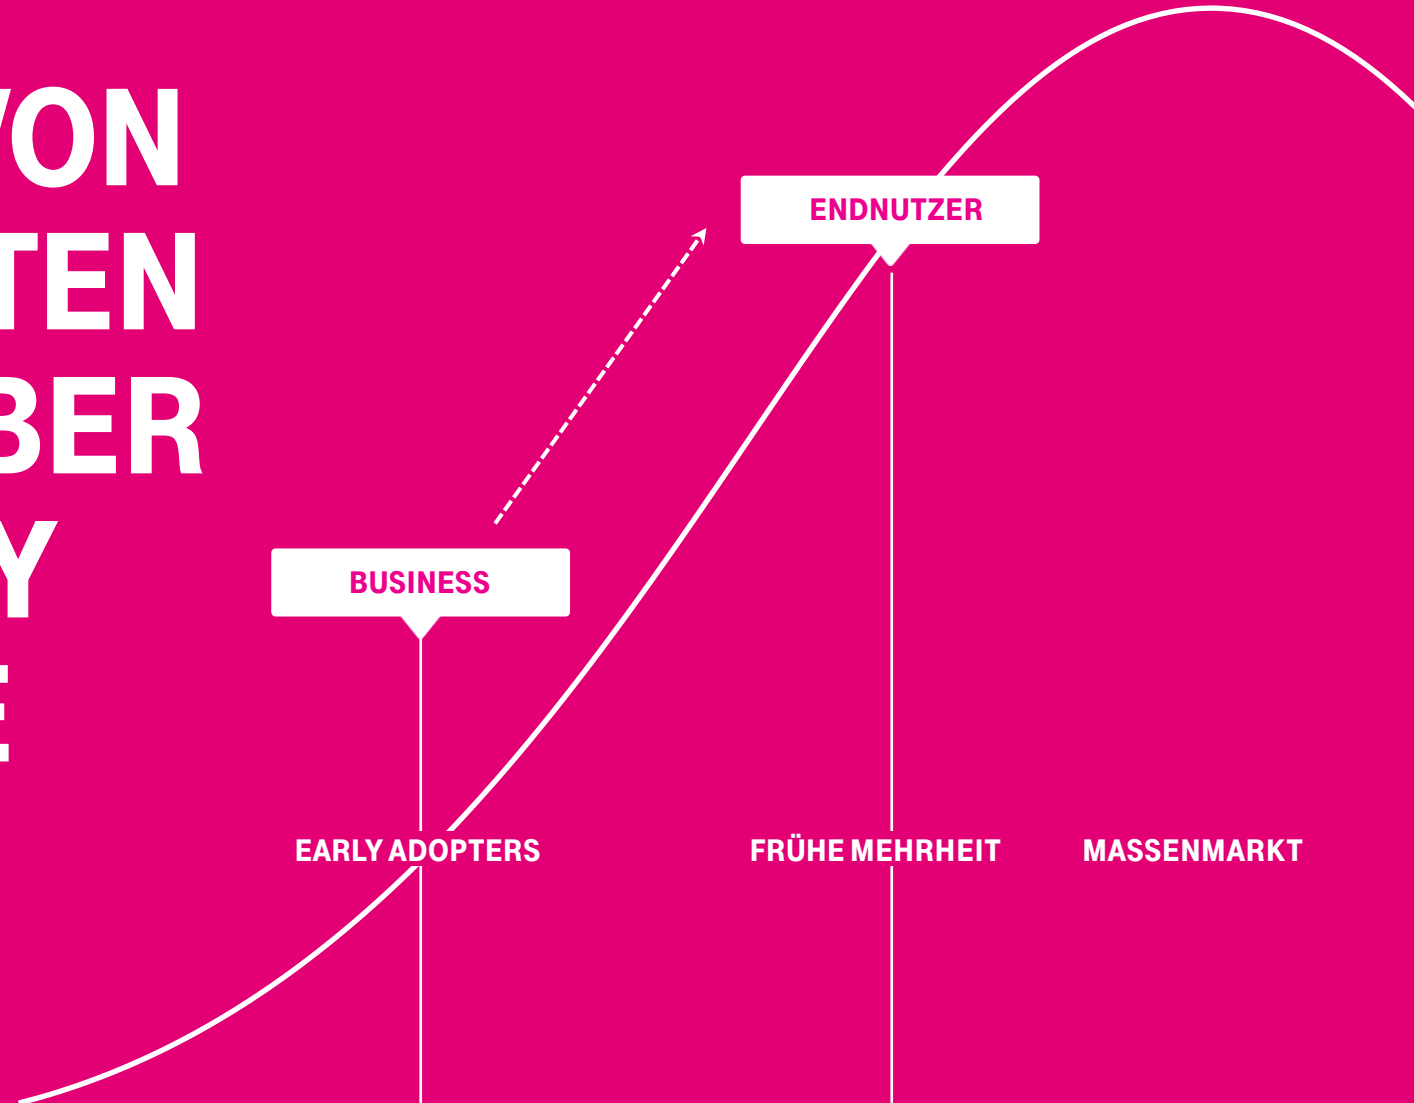 VON
TEN
BER
Y
E
ENDNUTZER
BUSINESS
EARLY ADOPTERS
FRÜHE MEHRHEIT
MASSENMARKT